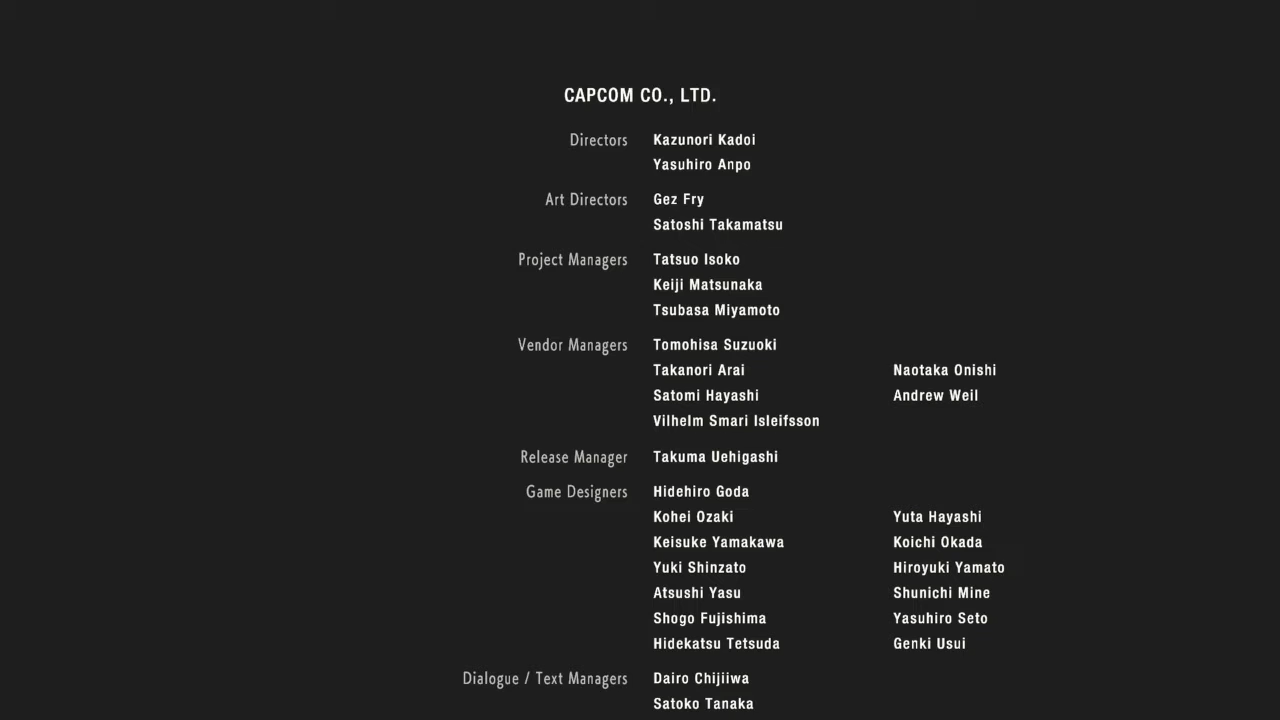 CAPCOM CO., LTD.
Directors Kazunori Kadoi
Yasuhiro Anpo
Art Directors Gez Fry
Satoshi Takamatsu
Project Managers Tatsuo Isoko
Keiji Matsunaka
Tsubasa Miyamoto
Vendor Managers Tomohisa Suzuoki
Takanori Arai Naotaka Onishi
Satomi Hayashi Andrew Weil
Vilhelm Smari Isleifsson
Release Manager Takuma Uehigashi
Game Designers Hidehiro Goda
Kohei Ozaki Yuta Hayashi
Keisuke Yamakawa Koichi Okada
Yuki Shinzato Hiroyuki Yamato
Atsushi Yasu Shunichi Mine
Shogo Fujishima Yasuhiro Seto
Hidekatsu Tetsuda Genki Usui
Dialogue / Text Managers Dairo Chijiiwa
Satoko Tanaka